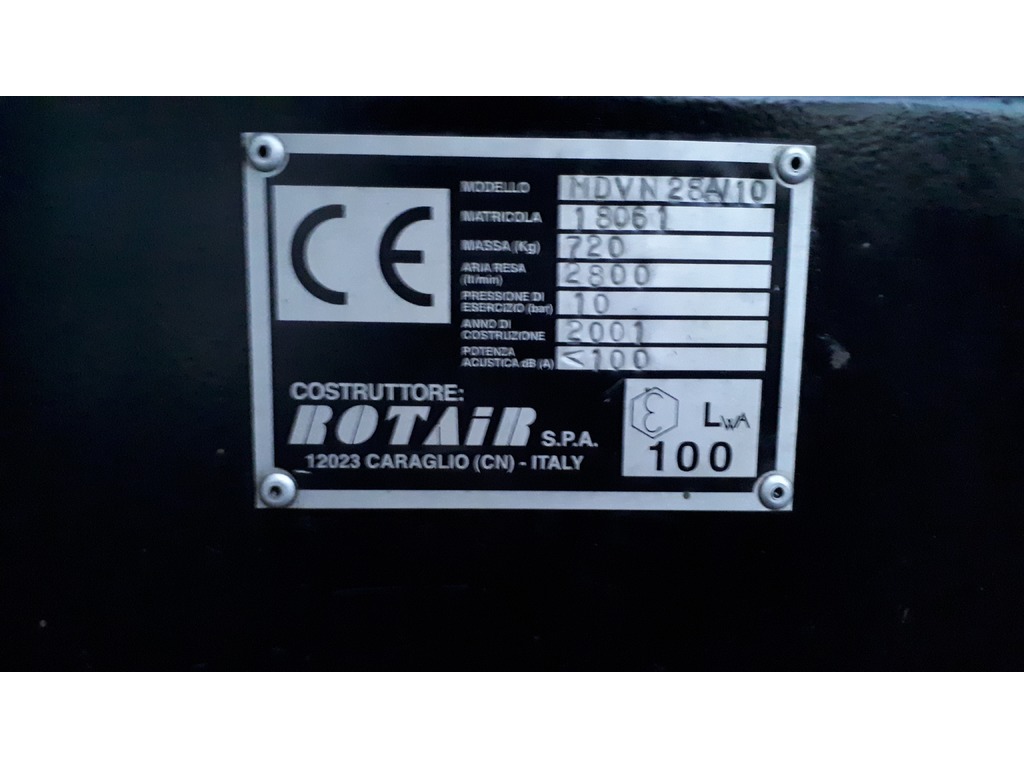 CE
MODELLO MDVN 28A/10
MATRICOLA 18061
MASSA (Kg) 720
ARIA RESA (lt/min) 2800
PRESSIONE DI ESERCIZIO (bar) 10
ANNO DI COSTRUZIONE 2001
POTENZA ACUSTICA dB (A) <100
COSTRUTTORE:
ROTAiR S.P.A.
12023 CARAGLIO (CN) - ITALY
ε LWA
100